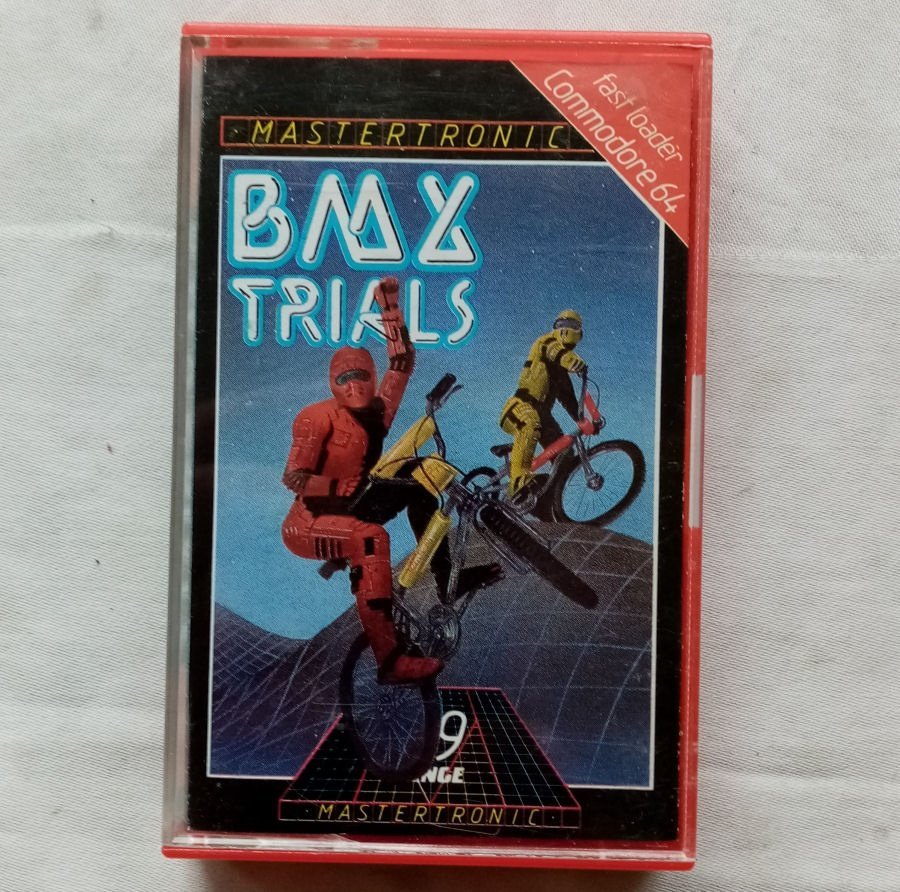 fast loader
Commodore 64
MASTERTRONIC
BMX
TRIALS
9
MASTERTRONIC